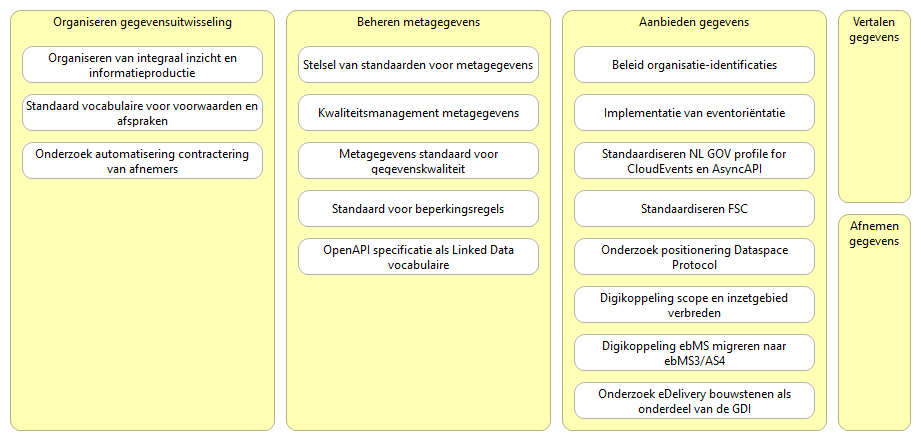 Organiseren gegevensuitwisseling
Organiseren van integraal inzicht en
informatieproductie
Standaard vocabulaire voor voorwaarden en
afspraken
Onderzoek automatisering contractering
van afnemers
Beheren metagegevens
Stelsel van standaarden voor metagegevens
Kwaliteitsmanagement metagegevens
Metagegevens standaard voor
gegevenskwaliteit
Standaard voor beperkingsregels
OpenAPI specificatie als Linked Data
vocabulaire
Aanbieden gegevens
Beleid organisatie-identificaties
Implementatie van eventoriëntatie
Standaardiseren NL GOV profile for
CloudEvents en AsyncAPI
Standaardiseren FSC
Onderzoek positionering Dataspace
Protocol
Digikoppeling scope en inzetgebied
verbreden
Digikoppeling ebMS migreren naar
ebMS3/AS4
Onderzoek eDelivery bouwstenen als
onderdeel van de GDI
Vertalen
gegevens
Afnemen
gegevens